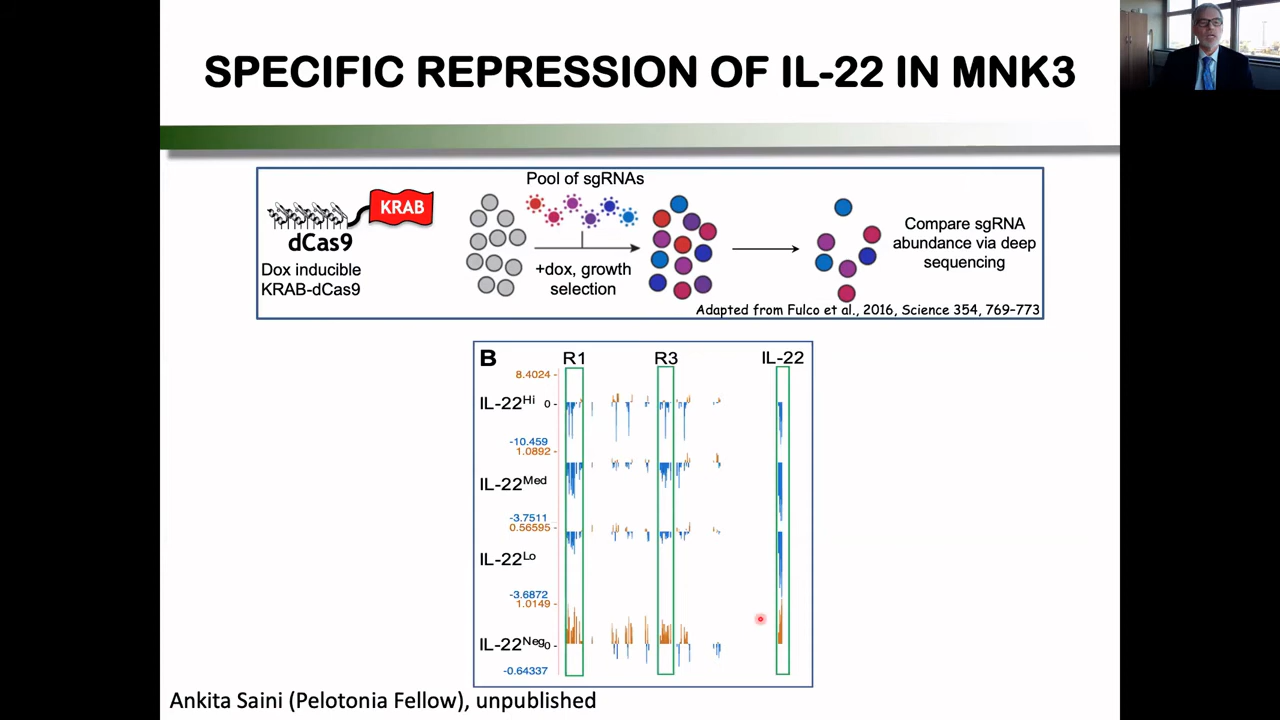 SPECIFIC REPRESSION OF IL-22 IN MNK3
KRAB
dCas9
Dox inducible
KRAB-dCas9
Pool of sgRNAs
+dox, growth
selection
Compare sgRNA
abundance via deep
sequencing
Adapted from Fulco et al., 2016, Science 354, 769-773
B
R1
R3
IL-22
8.4024 -
IL-22Hi
0 -
-10.459
1.0892 -
IL-22Med
-3.7511
0.56595 -
IL-22Lo
-3.6872
1.0149 -
IL-22Neg
0 -
-0.64337
Ankita Saini (Pelotonia Fellow), unpublished